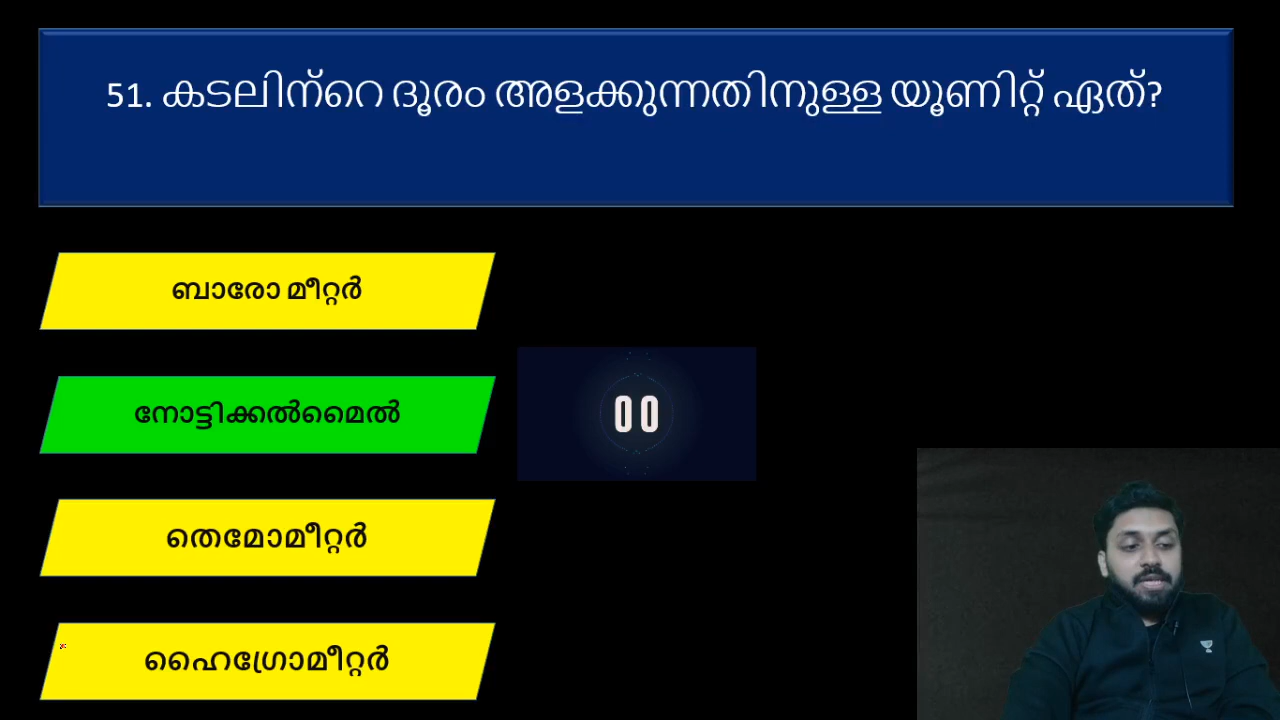 51. കടലിന്റെ ദൂരം അളക്കുന്നതിനുള്ള യൂണിറ്റ് ഏത്?
ബാരോ മീറ്റർ
നോട്ടിക്കൽമൈൽ
00
തെമോമീറ്റർ
ഹൈഗ്രോമീറ്റർ